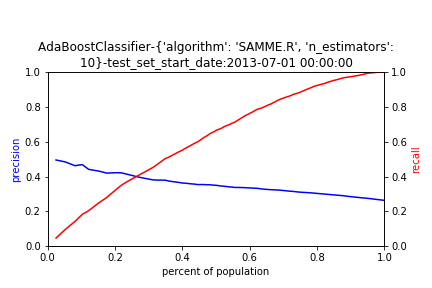 AdaBoostClassifier-{'algorithm': 'SAMME.R', 'n_estimators':
10}-test_set_start_date:2013-07-01 00:00:00
1.0
0.8
0.6
0.4
0.2
0.0
precision
1.0
0.8
0.6
0.4
0.2
0.0
recall
0.0 0.2 0.4 0.6 0.8 1.0
percent of population